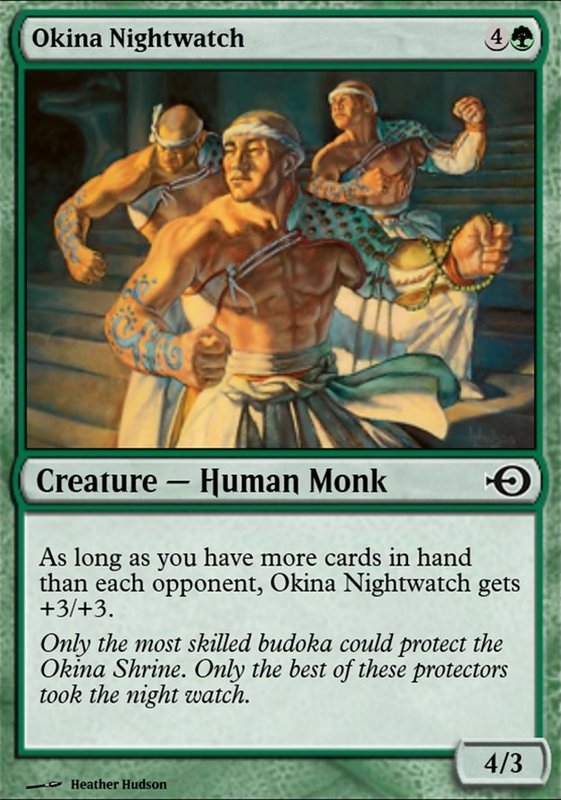 Okina Nightwatch 4
Creature — Human Monk
As long as you have more cards in hand
than each opponent, Okina Nightwatch gets
+3/+3.
Only the most skilled budoka could protect the
Okina Shrine. Only the best of these protectors
took the night watch.
4/3
Heather Hudson